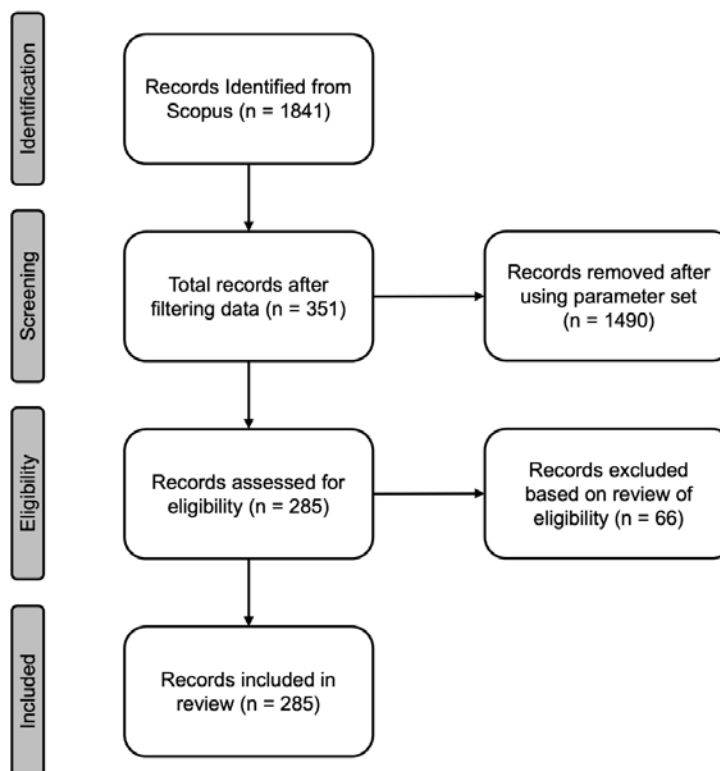 Identification
Records Identified from
Scopus (n = 1841)
Screening
Total records after
filtering data (n = 351)
Records removed after
using parameter set
(n = 1490)
Eligibility
Records assessed for
eligibility (n = 285)
Records excluded
based on review of
eligibility (n = 66)
Included
Records included in
review (n = 285)